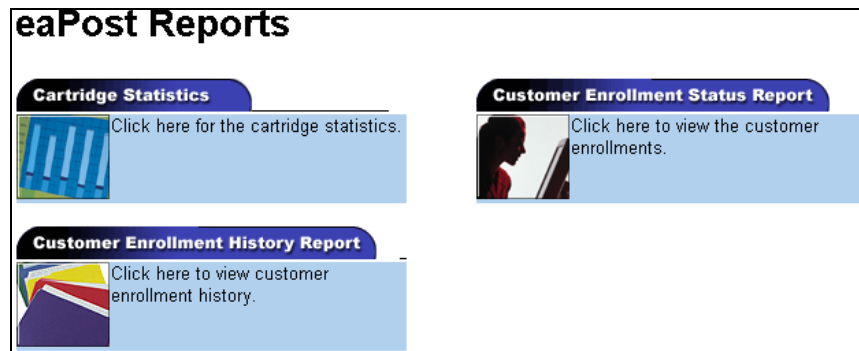 eaPost Reports
Cartridge Statistics
Click here for the cartridge statistics.
Customer Enrollment Status Report
Click here to view the customer
enrollments.
Customer Enrollment History Report
Click here to view customer
enrollment history.